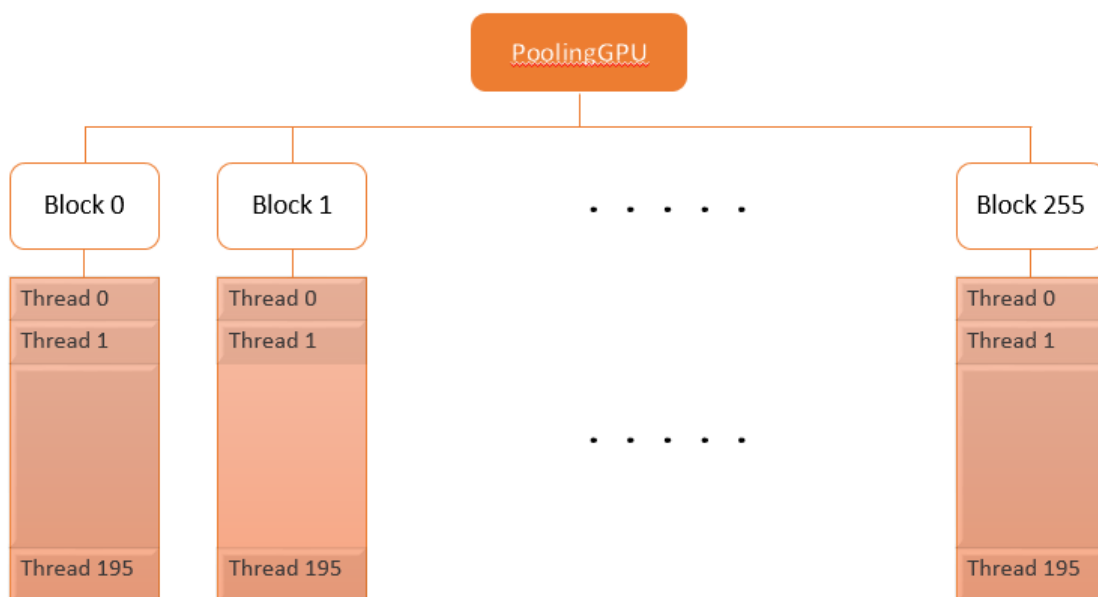 PoolingGPU
Block 0
Block 1
. . . . .
Block 255
Thread 0
Thread 0
Thread 0
Thread 1
Thread 1
Thread 1
. . . . .
Thread 195
Thread 195
Thread 195